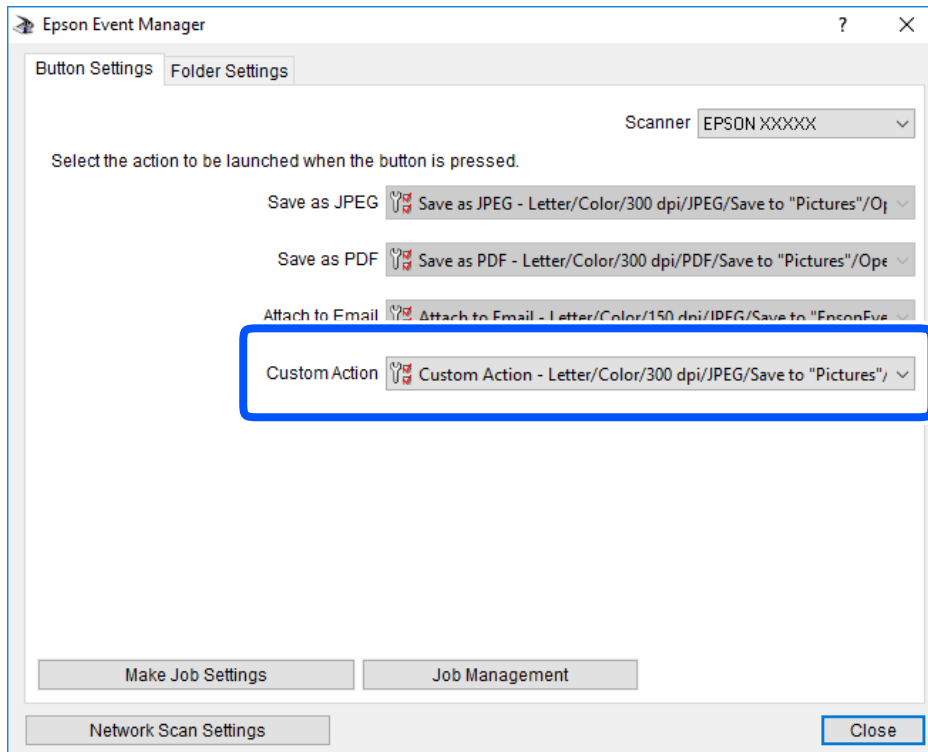 Epson Event Manager
Button Settings Folder Settings
Scanner EPSON XXXXX
Select the action to be launched when the button is pressed.
Save as JPEG Save as JPEG - Letter/Color/300 dpi/JPEG/Save to "Pictures"/Op
Save as PDF Save as PDF - Letter/Color/300 dpi/PDF/Save to "Pictures"/Ope
Attach to Email Attach to Email - Letter/Color/150 dpi/JPEG/Save to "EpsonEve
Custom Action Custom Action - Letter/Color/300 dpi/JPEG/Save to "Pictures"/
Make Job Settings Job Management
Network Scan Settings Close